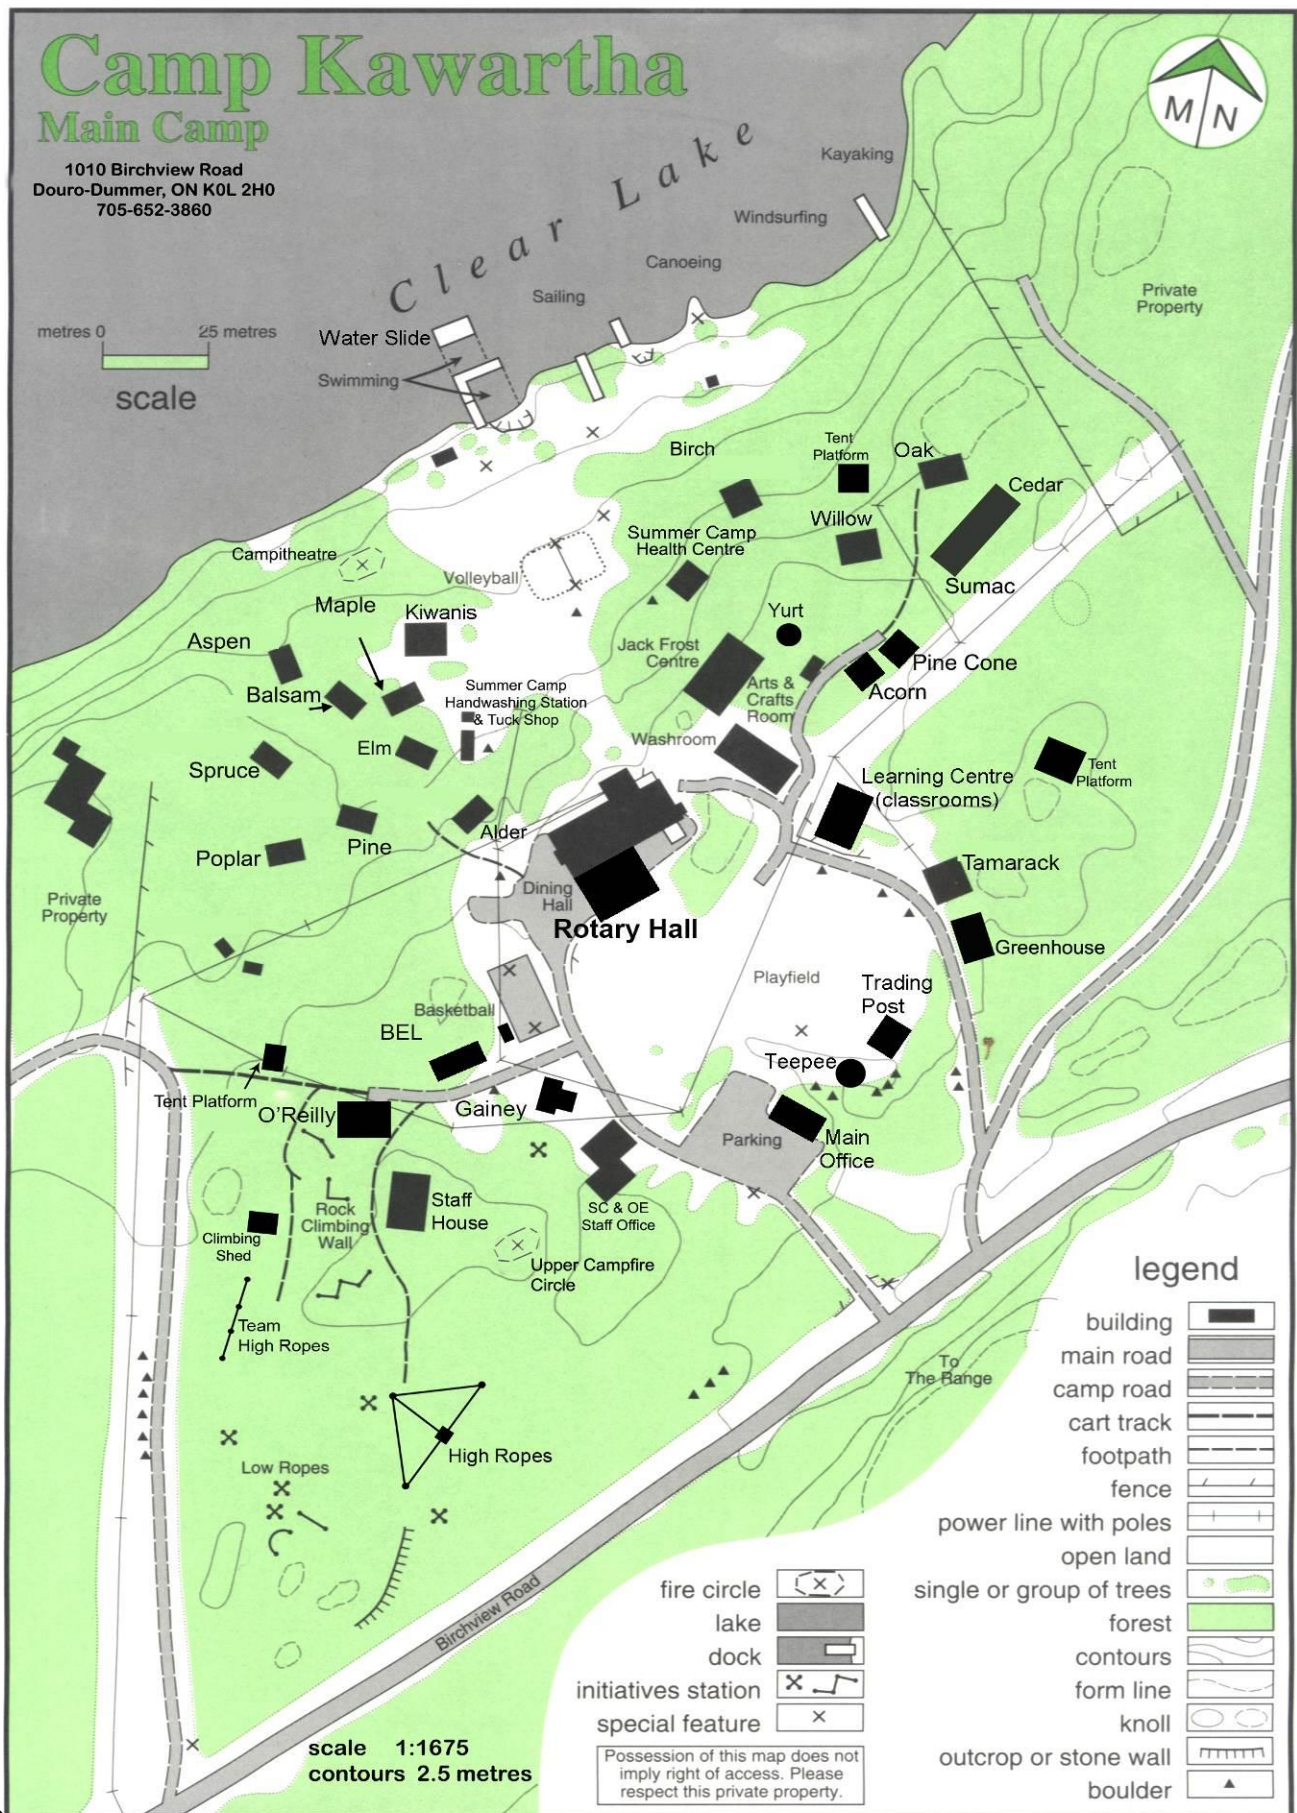 Camp Kawartha
Main Camp
1010 Birchview Road
Douro-Dummer, ON K0L 2H0
705-652-3860
M N
Clear Lake
Kayaking
Windsurfing
Canoeing
Sailing
Private
Property
metres 0 25 metres
scale
Water Slide
Swimming
Birch
Tent
Platform
Oak
Cedar
Willow
Summer Camp
Health Centre
Sumac
Campitheatre
Volleyball
Maple
Kiwanis
Yurt
Aspen
Jack Frost
Centre
Pine Cone
Acorn
Balsam
Summer Camp
Handwashing Station
& Tuck Shop
Arts &
Crafts
Room
Elm
Washroom
Spruce
Learning Centre
(classrooms)
Tent
Platform
Alder
Pine
Poplar
Tamarack
Private
Property
Dining
Hall
Rotary Hall
Greenhouse
Playfield
Trading
Post
Basketball
BEL
Teepee
Tent Platform
O'Reilly
Gainey
Parking
Main
Office
Staff
House
Rock
Climbing
Wall
SC & OE
Staff Office
Climbing
Shed
Upper Campfire
Circle
Team
High Ropes
To
The Range
High Ropes
Low Ropes
Birchview Road
scale 1:1675
contours 2.5 metres
legend
building
main road
camp road
cart track
footpath
fence
power line with poles
open land
single or group of trees
forest
contours
form line
knoll
outcrop or stone wall
boulder
fire circle
lake
dock
initiatives station
special feature
Possession of this map does not
imply right of access. Please
respect this private property.